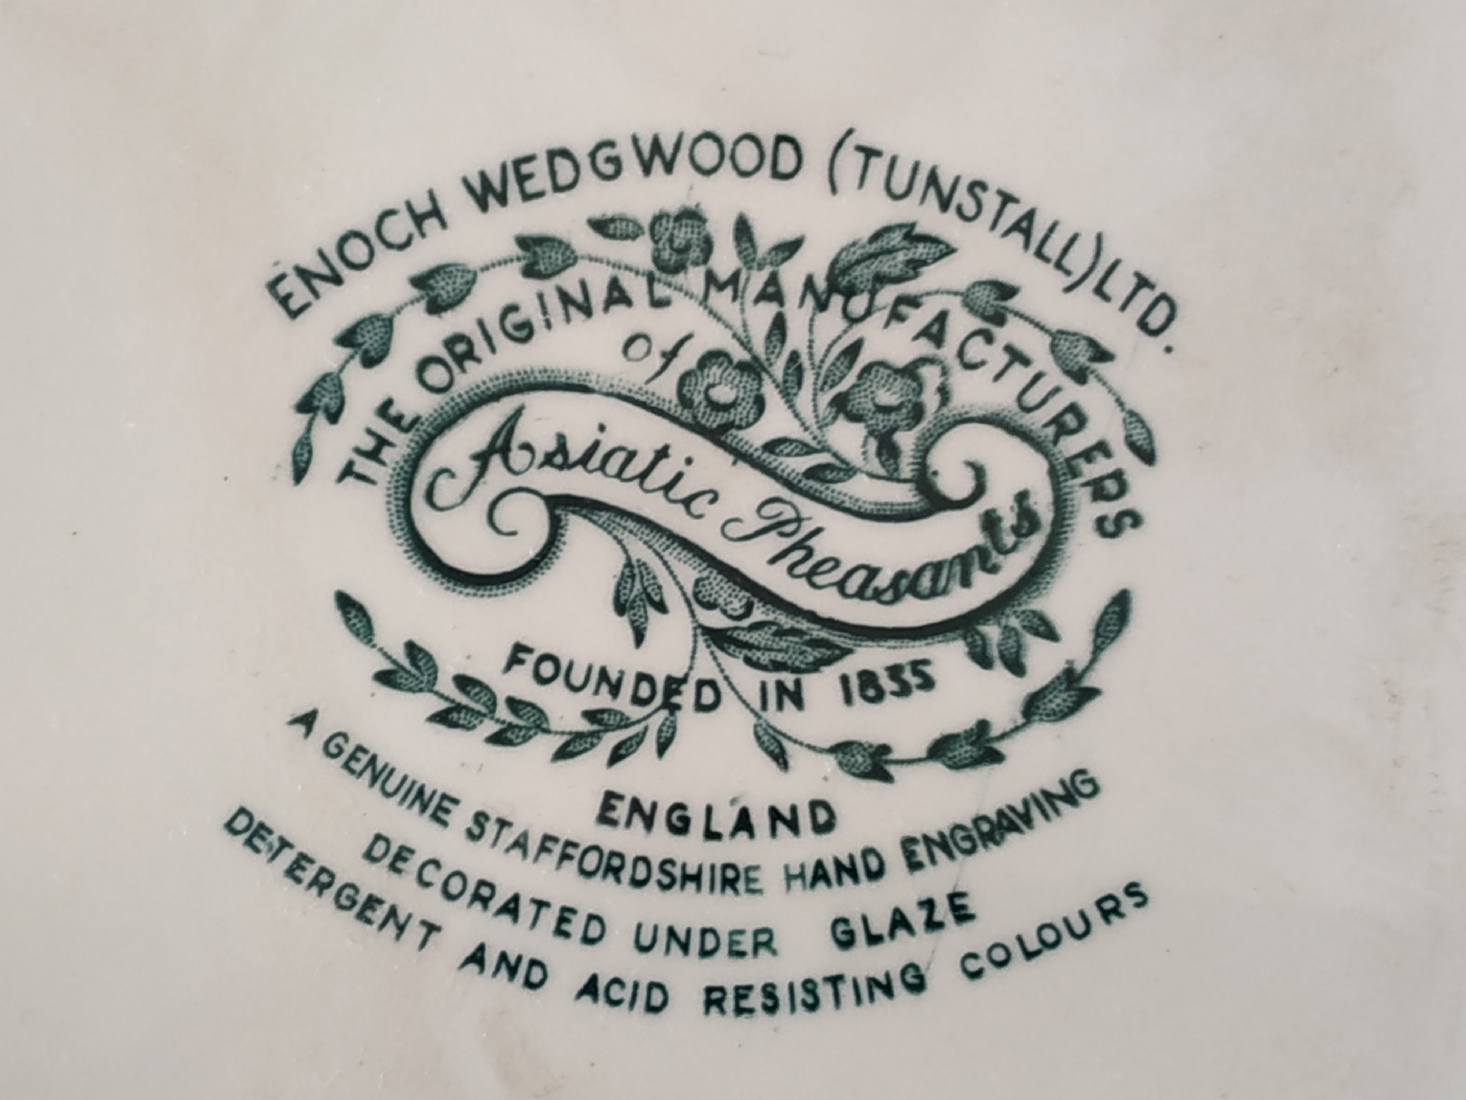 ENOCH WEDGWOOD (TUNSTALL) LTD.
THE ORIGINAL MANUFACTURERS
of
Asiatic Pheasants
FOUNDED IN 1835
ENGLAND
A GENUINE STAFFORDSHIRE HAND ENGRAVING
DECORATED UNDER GLAZE
DETERGENT AND ACID RESISTING COLOURS